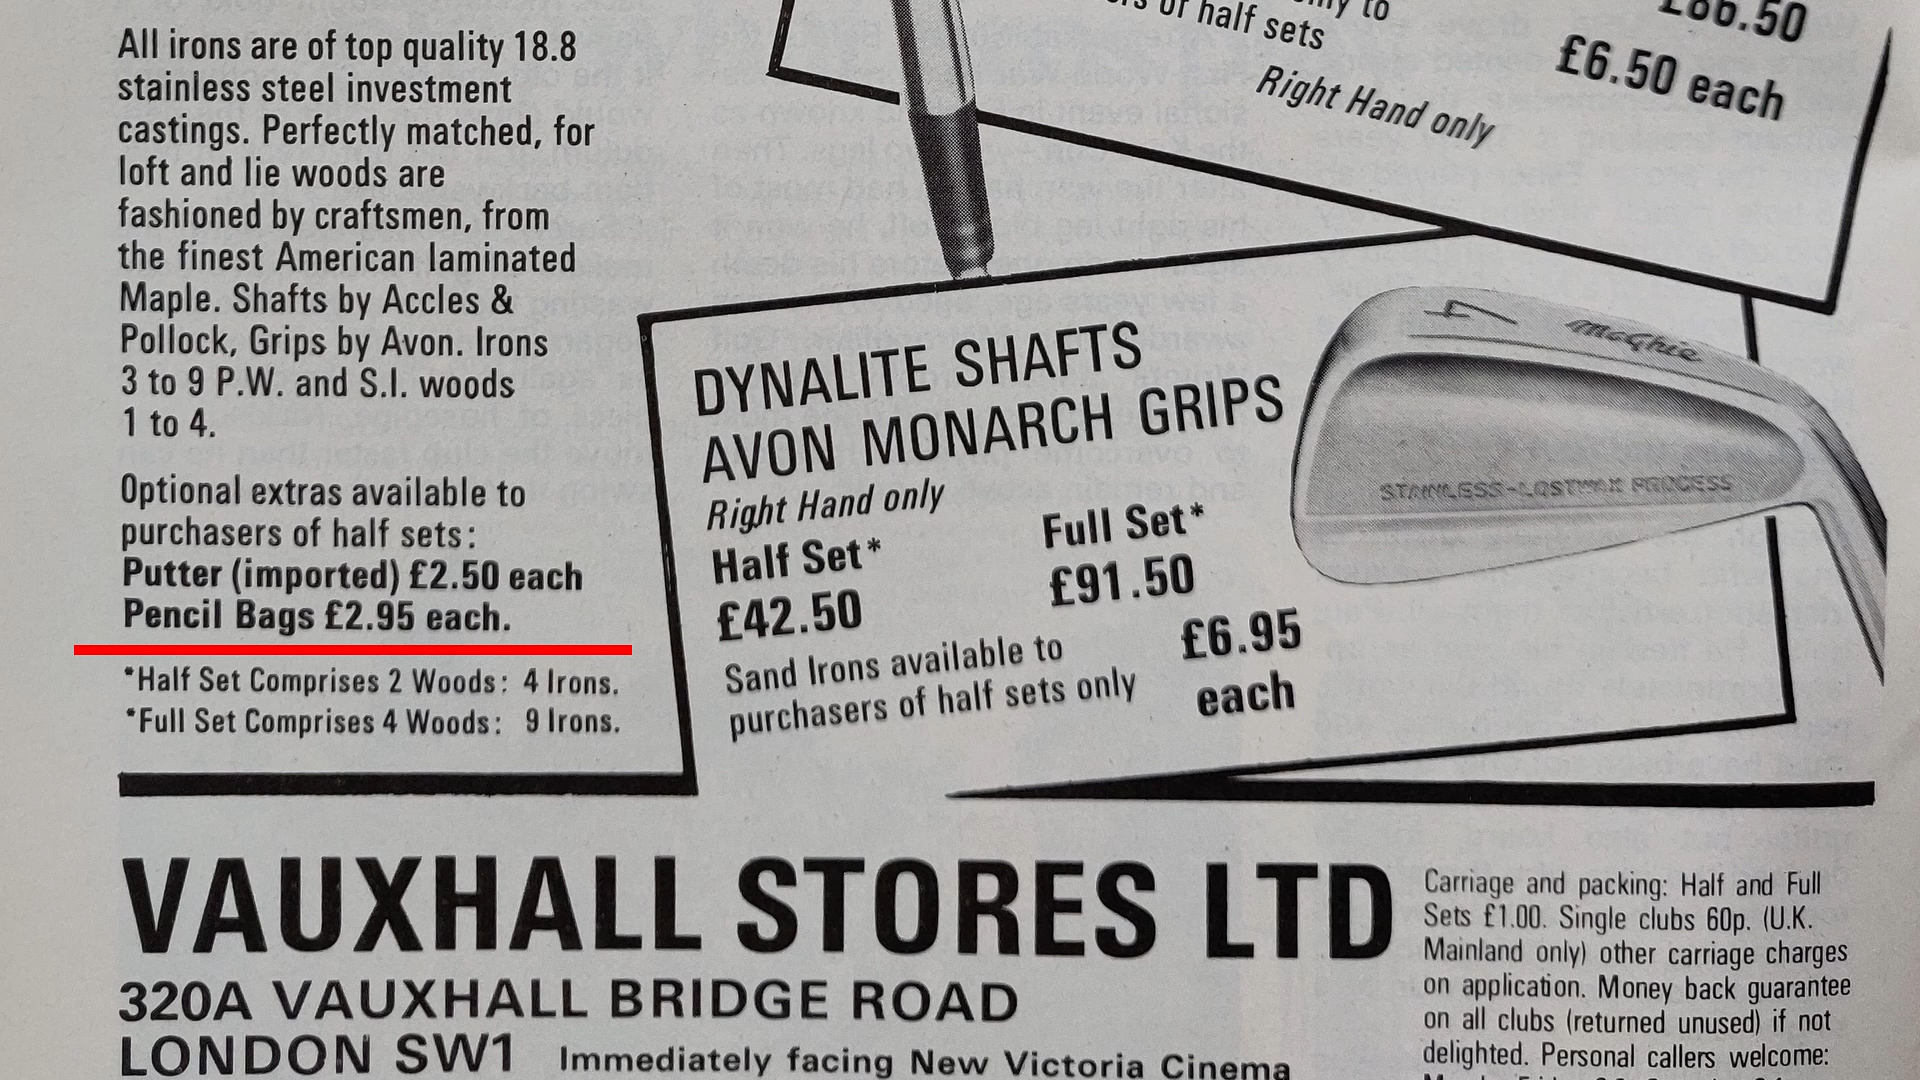 All irons are of top quality 18.8
stainless steel investment
castings. Perfectly matched, for
loft and lie woods are
fashioned by craftsmen, from
the finest American laminated
Maple. Shafts by Accles &
Pollock, Grips by Avon. Irons
3 to 9 P.W. and S.I. woods
1 to 4.
Optional extras available to
purchasers of half sets:
Putter (imported) £2.50 each
Pencil Bags £2.95 each.
*Half Set Comprises 2 Woods: 4 Irons.
*Full Set Comprises 4 Woods: 9 Irons.
to
of half sets
£6.50 each
Right Hand only
DYNALITE SHAFTS
AVON MONARCH GRIPS
Right Hand only
Half Set*
£42.50
Full Set*
£91.50
Sand Irons available to
purchasers of half sets only
£6.95
each
4
McGhie
STAINLESS-LOSTWAX PROCESS
VAUXHALL STORES LTD
320A VAUXHALL BRIDGE ROAD
LONDON SW1 Immediately facing New Victoria Cinema
Carriage and packing: Half and Full
Sets £1.00. Single clubs 60p. (U.K.
Mainland only) other carriage charges
on application. Money back guarantee
on all clubs (returned unused) if not
delighted. Personal callers welcome: